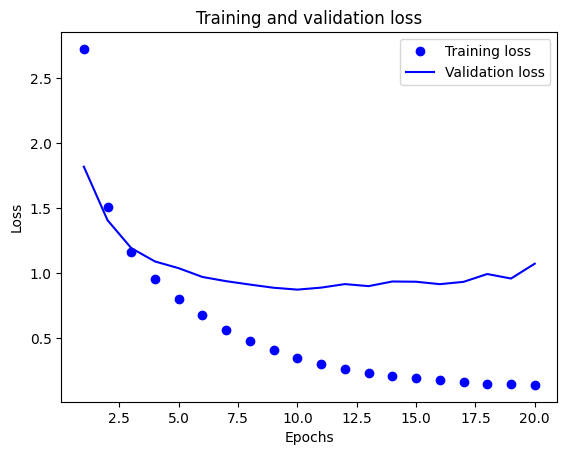 Training and validation loss
Training loss
Validation loss
2.5
2.0
1.5
1.0
0.5
Loss
2.5
5.0
7.5
10.0
12.5
15.0
17.5
20.0
Epochs